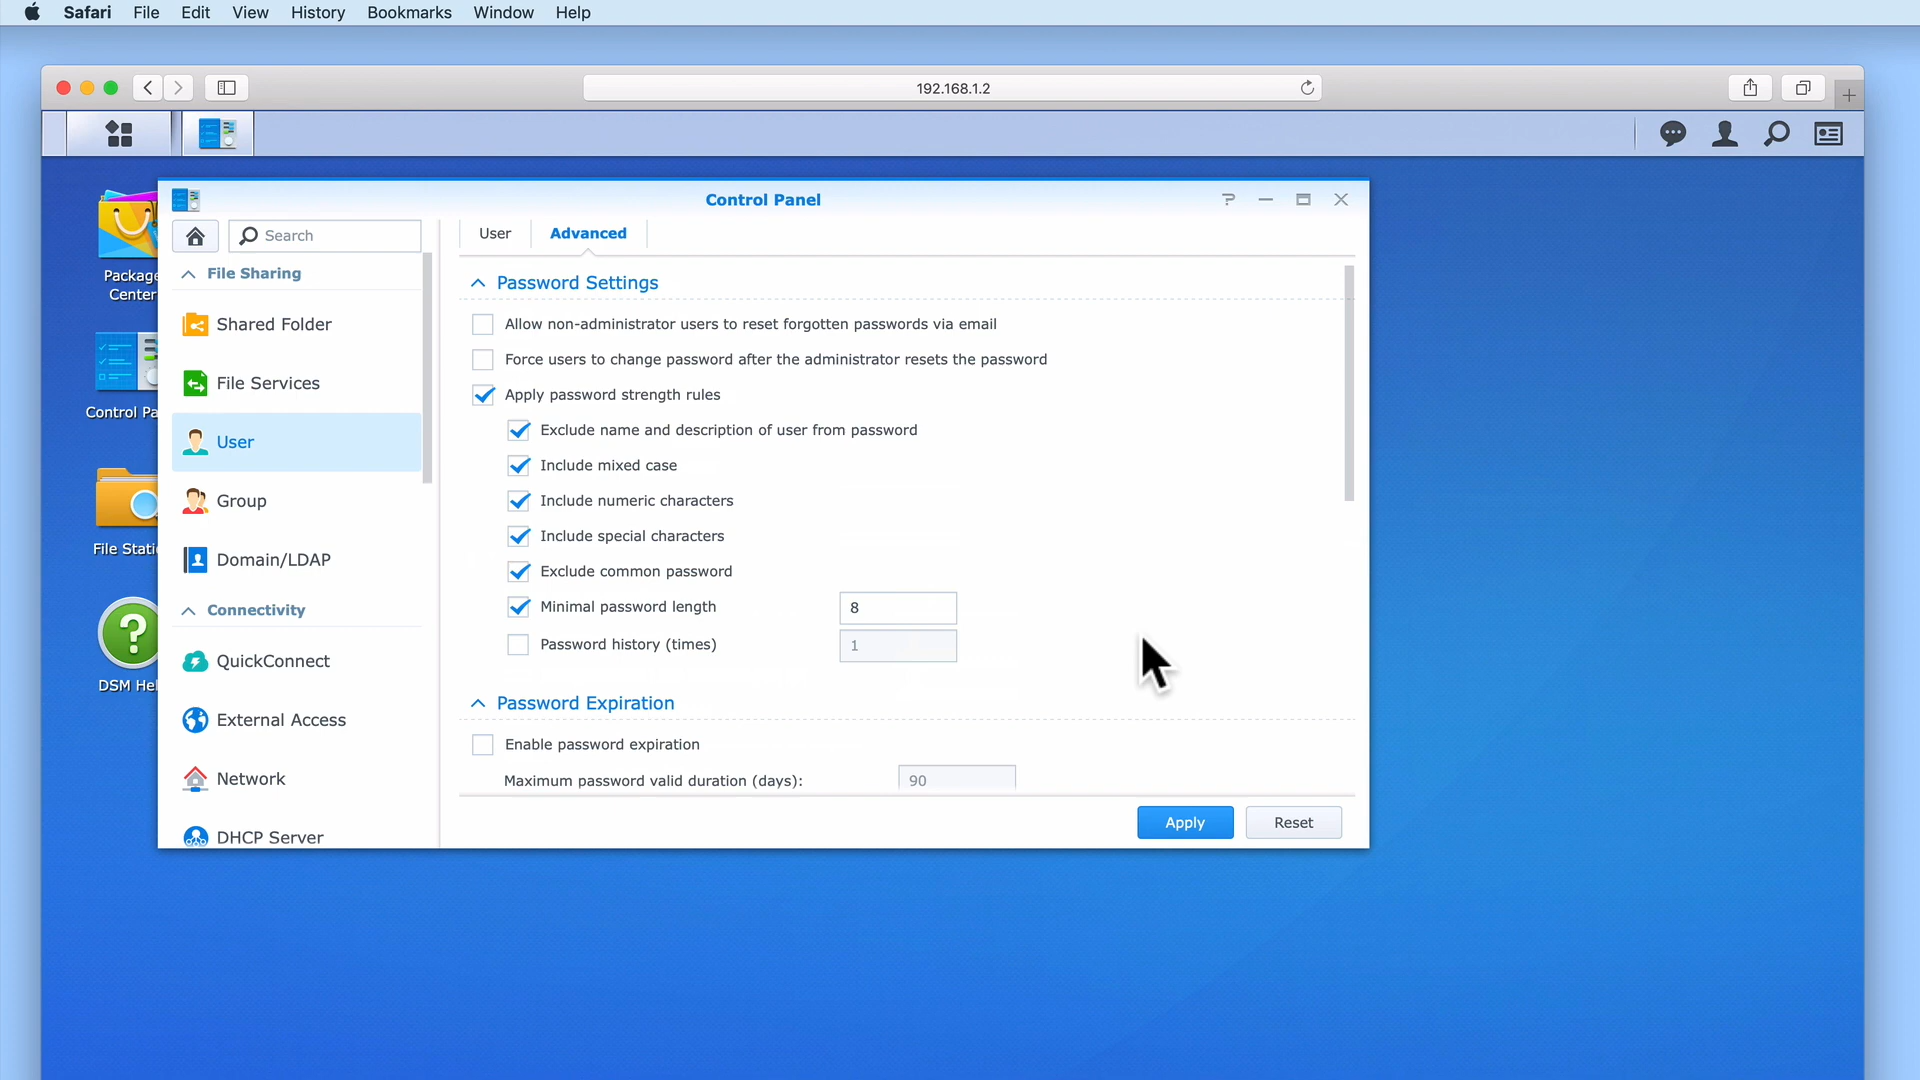 Safari File Edit View History Bookmarks Window Help
192.168.1.2
Control Panel
Package
Center
Control Pa
File Stati
DSM Hel
Search
File Sharing
Shared Folder
File Services
User
Group
Domain/LDAP
Connectivity
QuickConnect
External Access
Network
DHCP Server
User Advanced
Password Settings
Allow non-administrator users to reset forgotten passwords via email
Force users to change password after the administrator resets the password
Apply password strength rules
Exclude name and description of user from password
Include mixed case
Include numeric characters
Include special characters
Exclude common password
Minimal password length 8
Password history (times) 1
Password Expiration
Enable password expiration
Maximum password valid duration (days): 90
Apply Reset